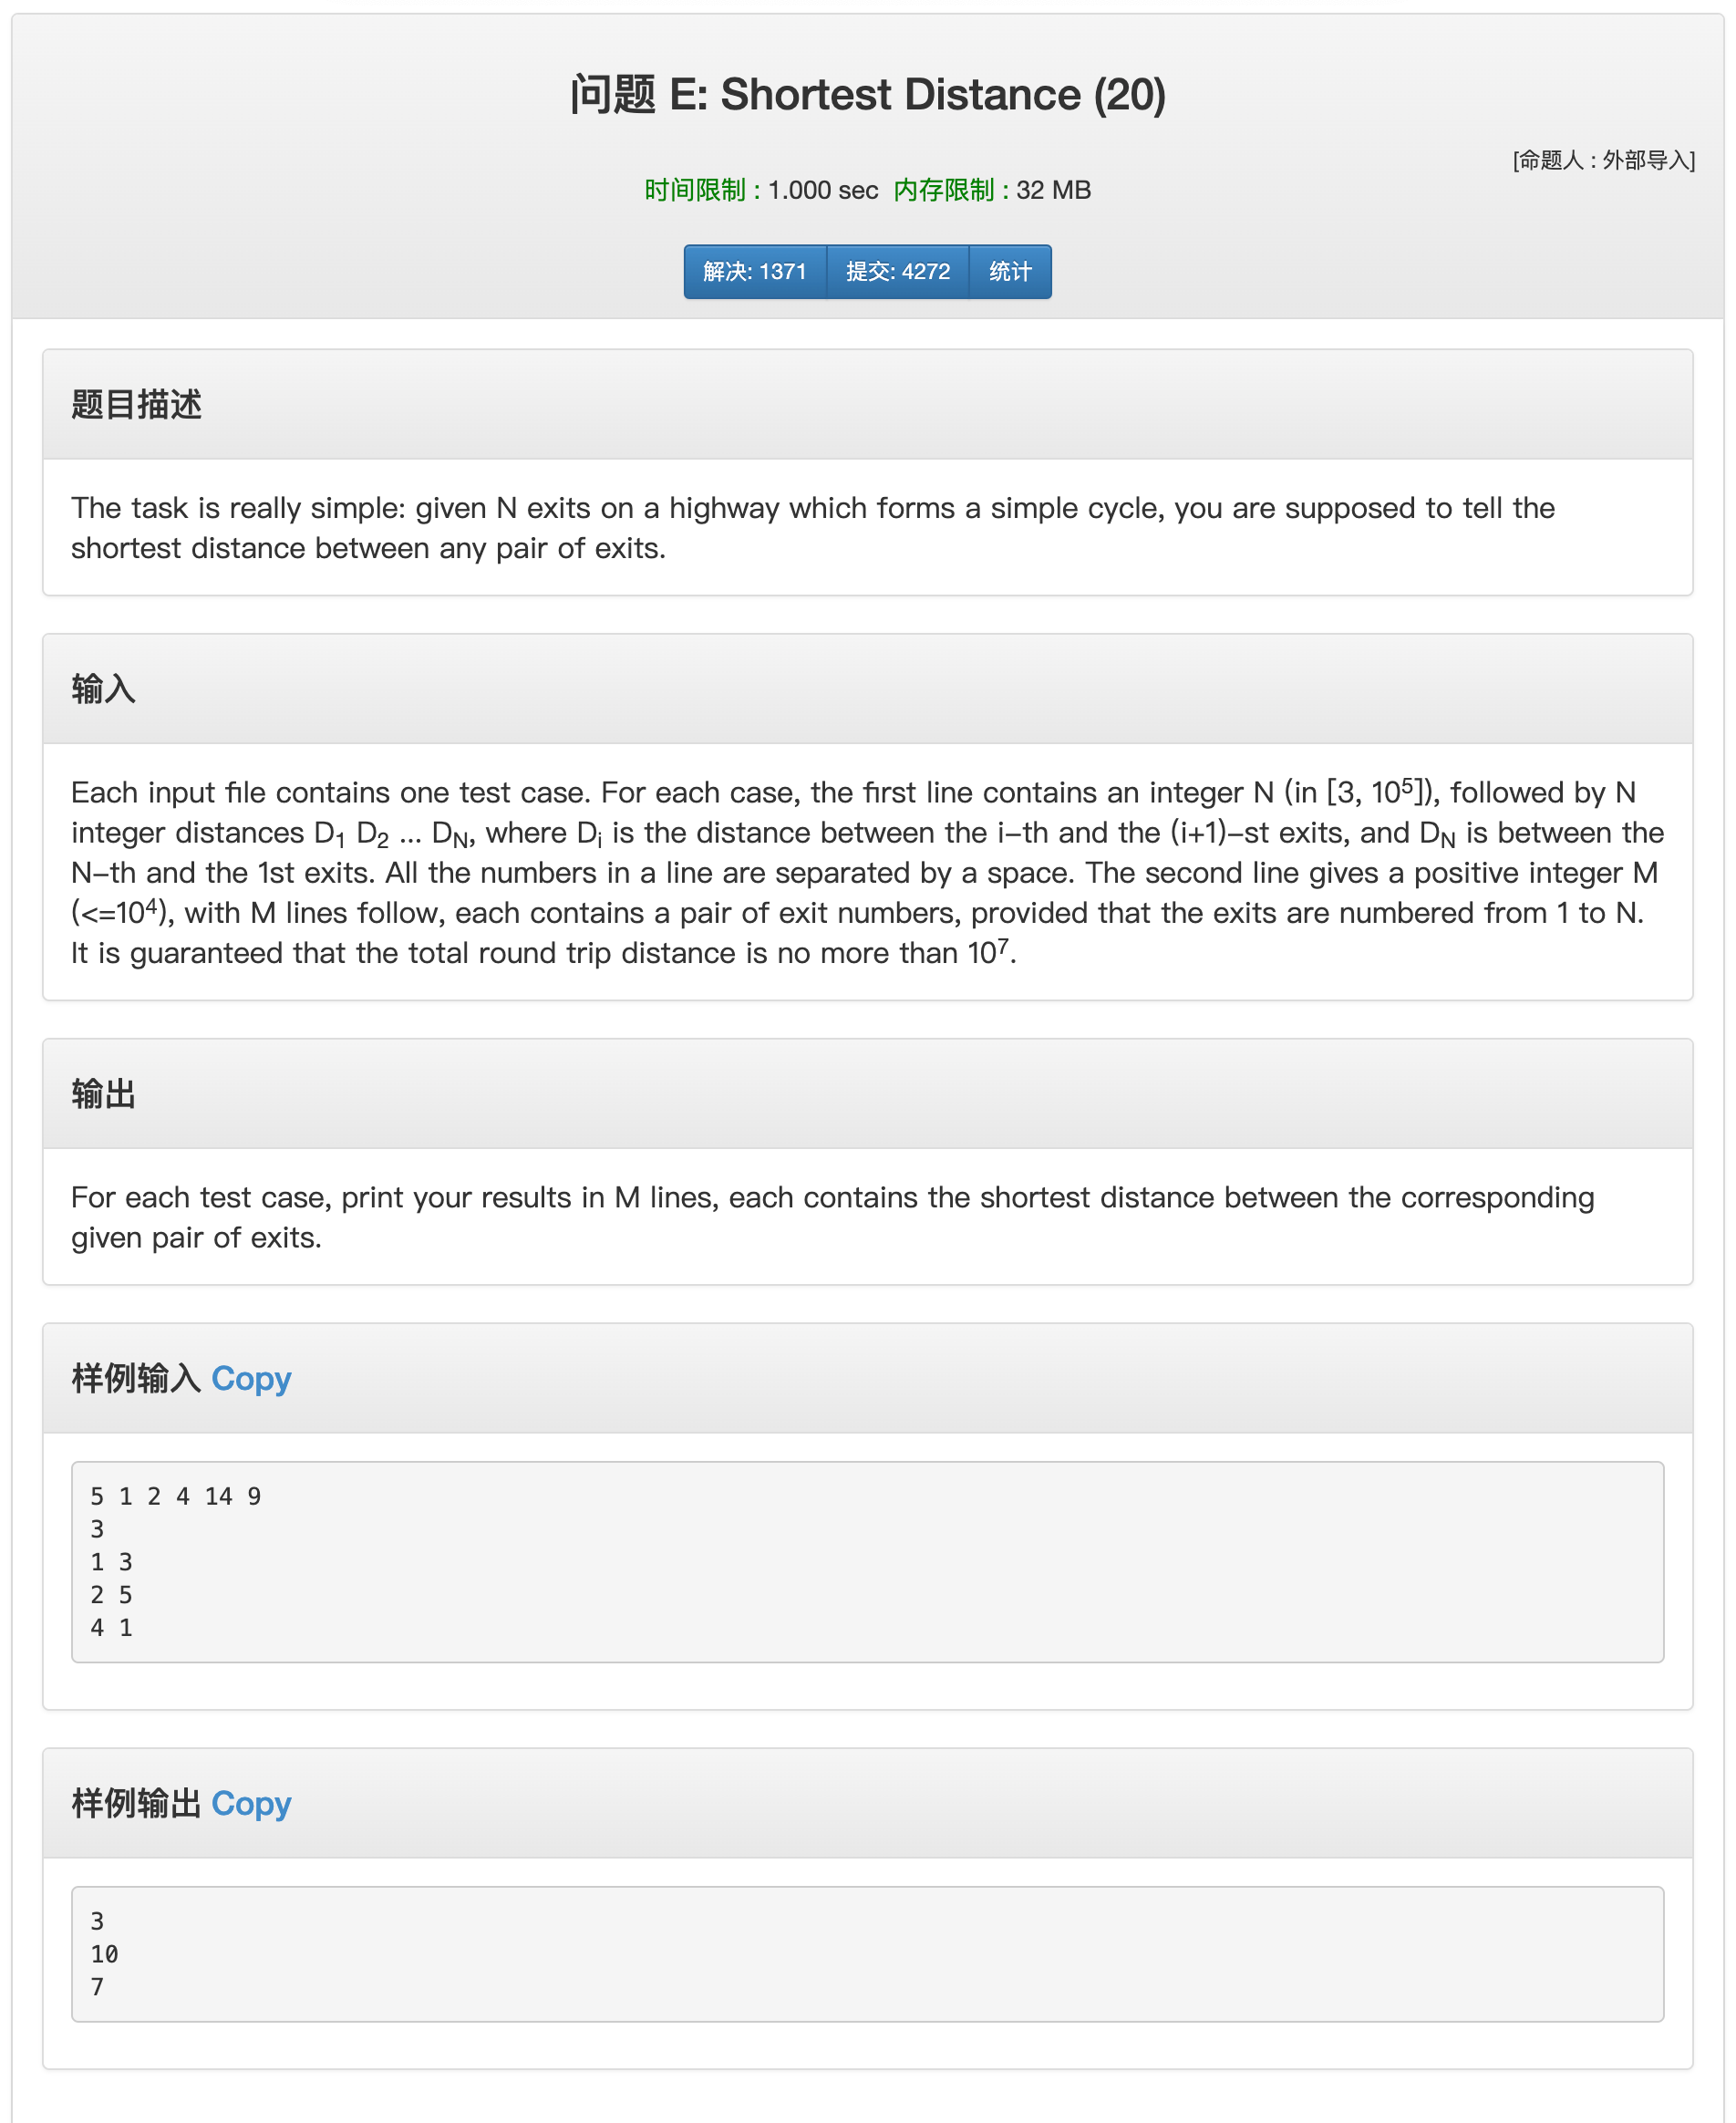 问题 E: Shortest Distance (20)
[命题人 : 外部导入]
时间限制 : 1.000 sec 内存限制 : 32 MB
解决: 1371 提交: 4272 统计
题目描述
The task is really simple: given N exits on a highway which forms a simple cycle, you are supposed to tell the
shortest distance between any pair of exits.
输入
Each input file contains one test case. For each case, the first line contains an integer N (in [3, 10⁵]), followed by N
integer distances D₁ D₂ ... D_N, where Dᵢ is the distance between the i–th and the (i+1)–st exits, and D_N is between the
N–th and the 1st exits. All the numbers in a line are separated by a space. The second line gives a positive integer M
(<=10⁴), with M lines follow, each contains a pair of exit numbers, provided that the exits are numbered from 1 to N.
It is guaranteed that the total round trip distance is no more than 10⁷.
输出
For each test case, print your results in M lines, each contains the shortest distance between the corresponding
given pair of exits.
样例输入 Copy
5 1 2 4 14 9
3
1 3
2 5
4 1
样例输出 Copy
3
10
7